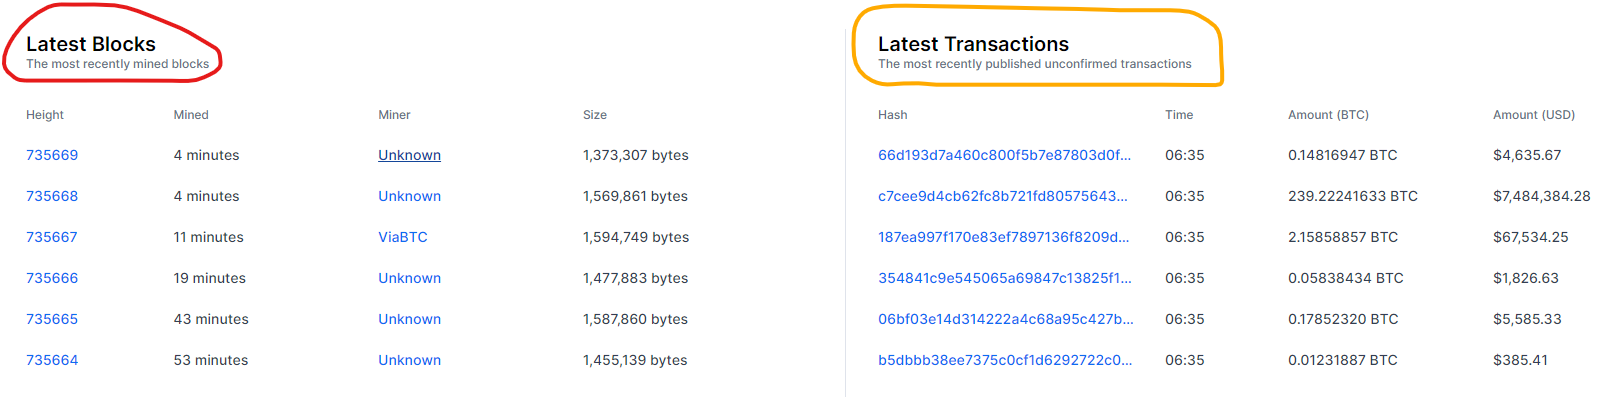 Latest Blocks
The most recently mined blocks
Height Mined Miner Size
735669 4 minutes Unknown 1,373,307 bytes
735668 4 minutes Unknown 1,569,861 bytes
735667 11 minutes ViaBTC 1,594,749 bytes
735666 19 minutes Unknown 1,477,883 bytes
735665 43 minutes Unknown 1,587,860 bytes
735664 53 minutes Unknown 1,455,139 bytes
Latest Transactions
The most recently published unconfirmed transactions
Hash Time Amount (BTC) Amount (USD)
66d193d7a460c800f5b7e87803d0f... 06:35 0.14816947 BTC $4,635.67
c7cee9d4cb62fc8b721fd80575643... 06:35 239.22241633 BTC $7,484,384.28
187ea997f170e83ef7897136f8209d... 06:35 2.15858857 BTC $67,534.25
354841c9e545065a69847c13825f1... 06:35 0.05838434 BTC $1,826.63
06bf03e14d314222a4c68a95c427b... 06:35 0.17852320 BTC $5,585.33
b5dbbb38ee7375c0cf1d6292722c0... 06:35 0.01231887 BTC $385.41